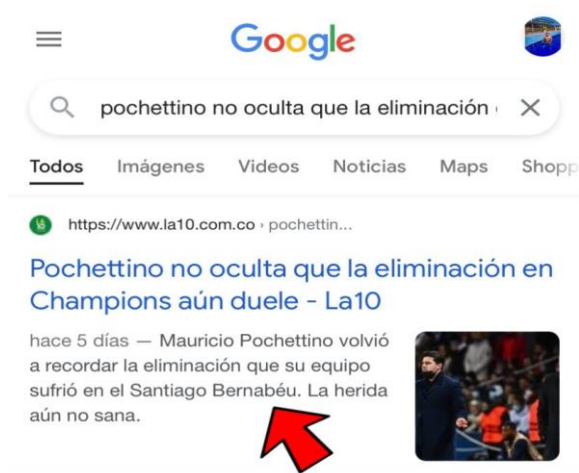 Google
pochettino no oculta que la eliminación
Todos Imágenes Videos Noticias Maps Shopp
https://www.la10.com.co › pochettin...
Pochettino no oculta que la eliminación en
Champions aún duele - La10
hace 5 días — Mauricio Pochettino volvió
a recordar la eliminación que su equipo
sufrió en el Santiago Bernabéu. La herida
aún no sana.